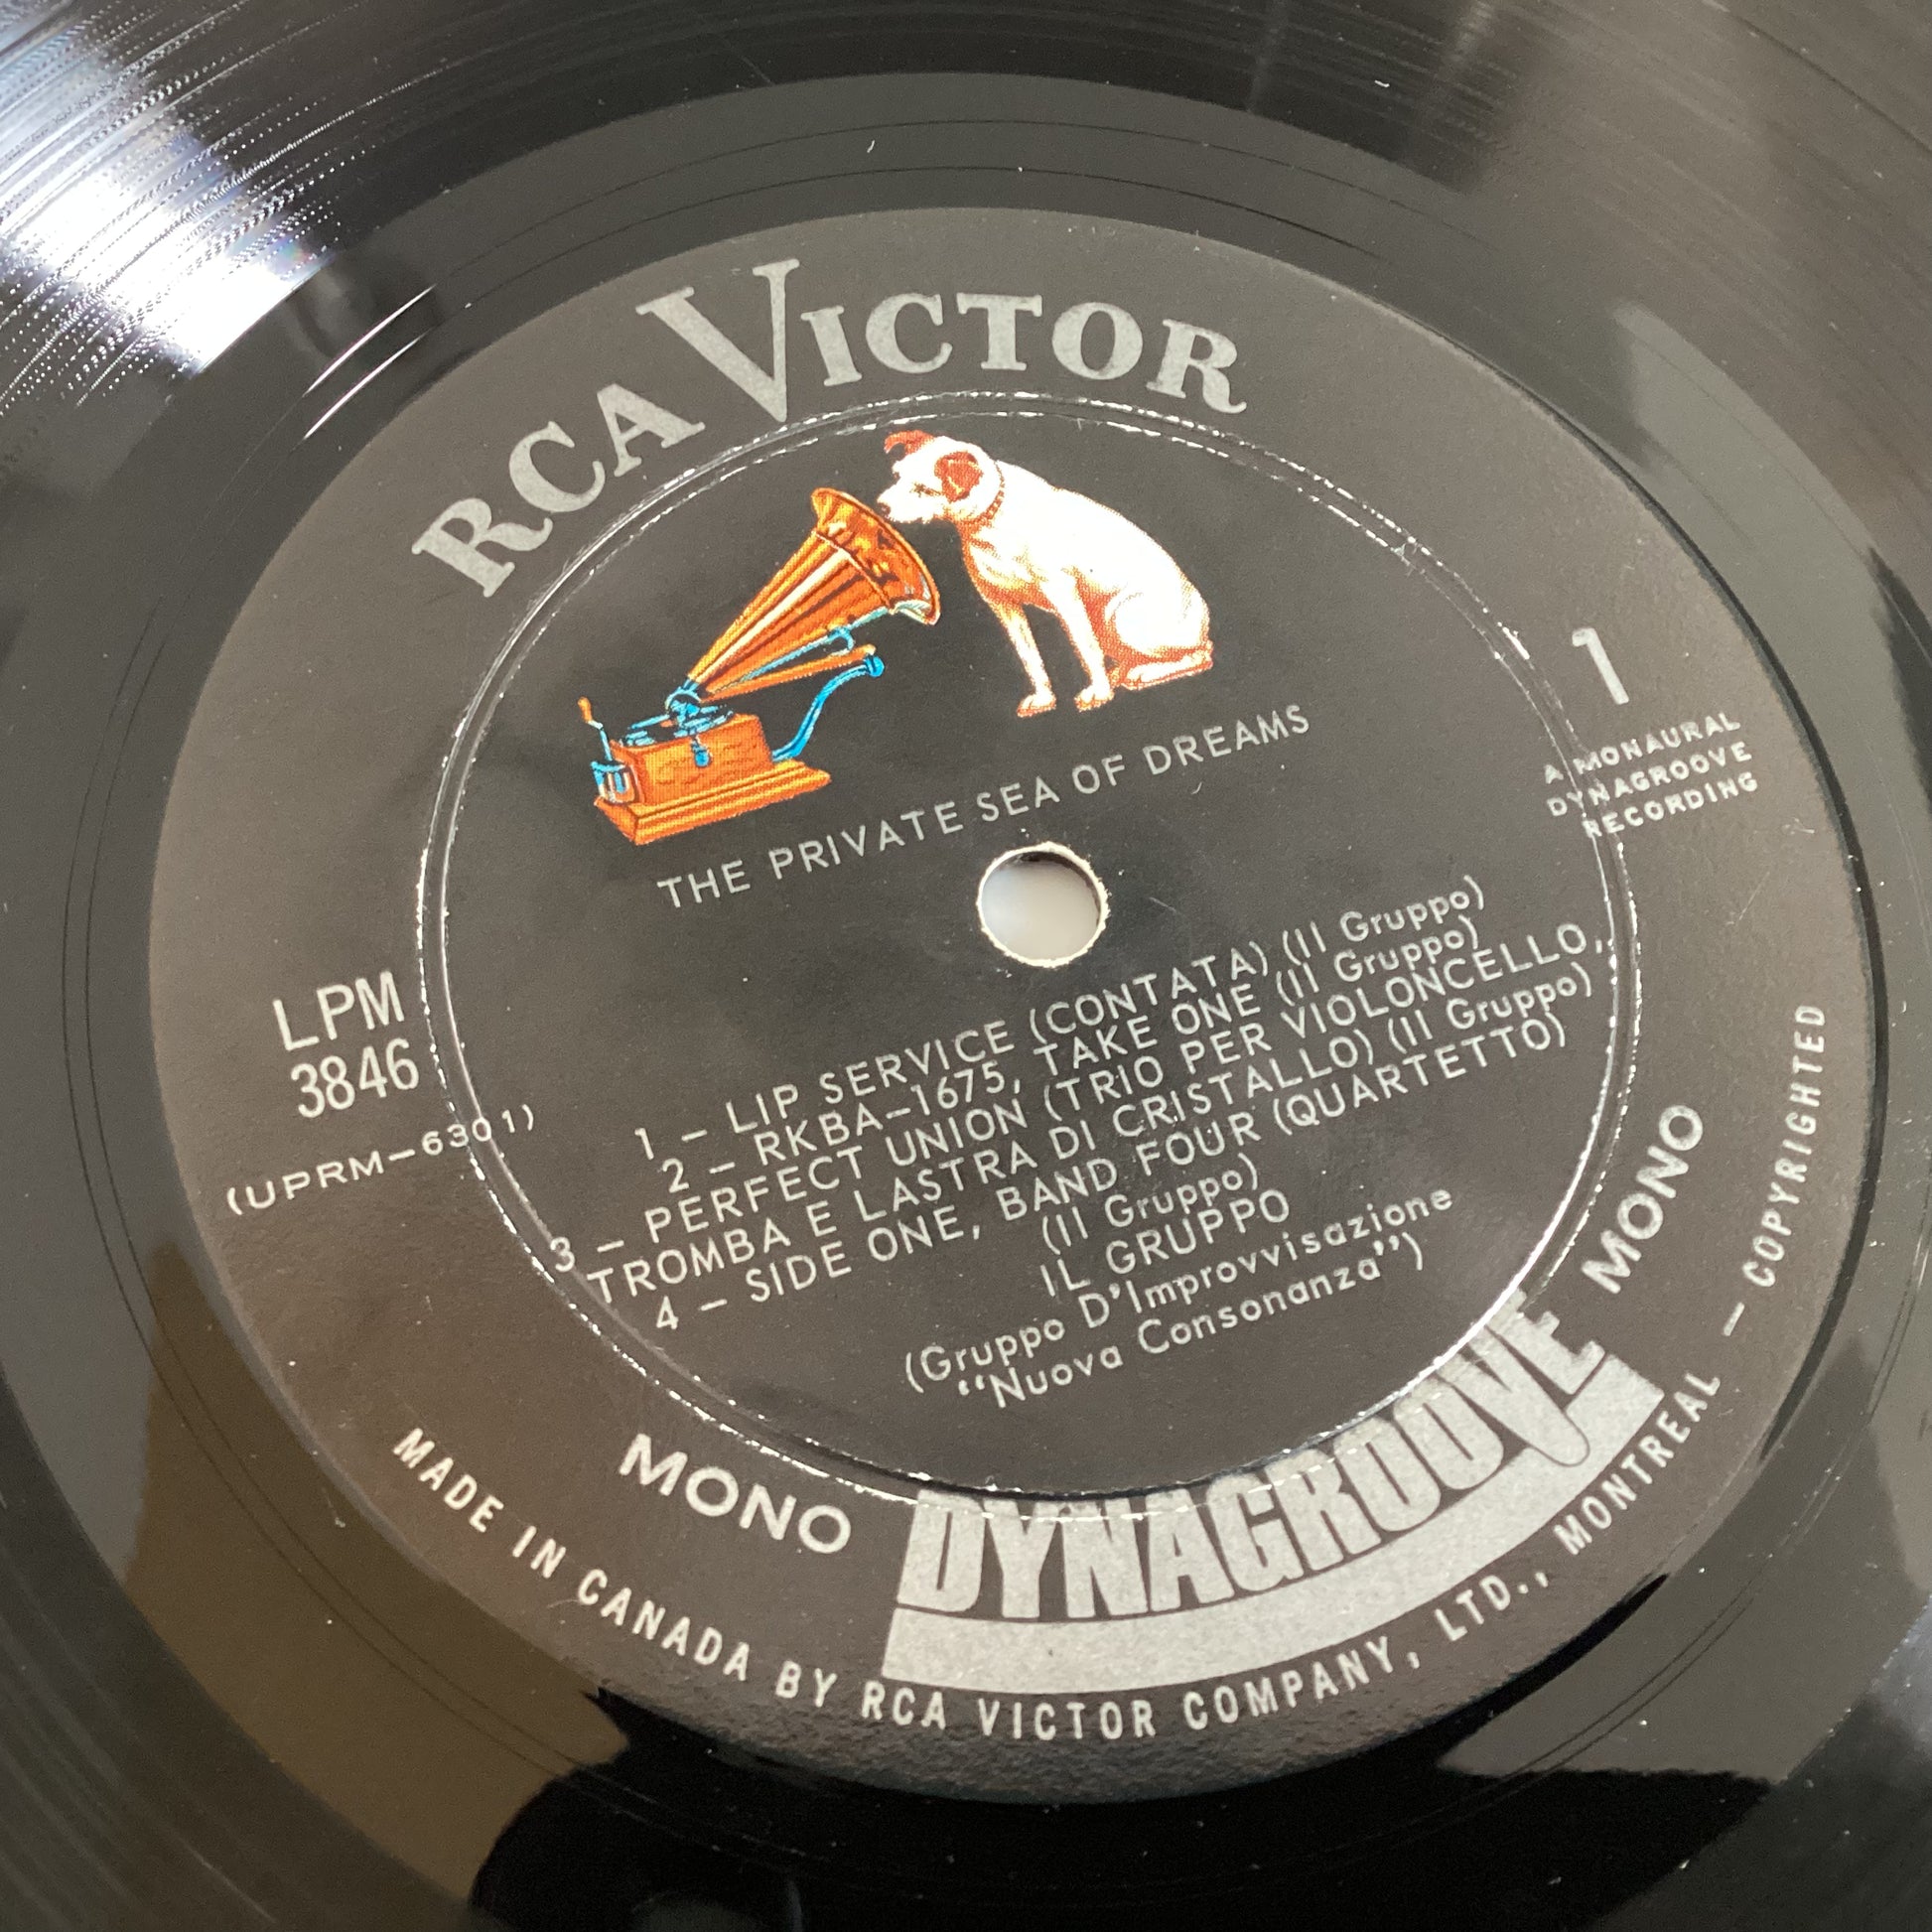 RCA VICTOR
THE PRIVATE SEA OF DREAMS
1
A MONAURAL
DYNAGROOVE
RECORDING
LPM
3846
(UPRM-6301)
1 - LIP SERVICE (CONTATA) (Il Gruppo)
2 - RKBA-1675, TAKE ONE (Il Gruppo)
3 - PERFECT UNION (TRIO PER VIOLONCELLO,
TROMBA E LASTRA DI CRISTALLO) (Il Gruppo)
4 - SIDE ONE, BAND FOUR (QUARTETTO)
(Il Gruppo)
IL GRUPPO
(Gruppo D'Improvvisazione
"Nuova Consonanza")
MONO DYNAGROOVE MONO
MADE IN CANADA BY RCA VICTOR COMPANY, LTD., MONTREAL - COPYRIGHTED